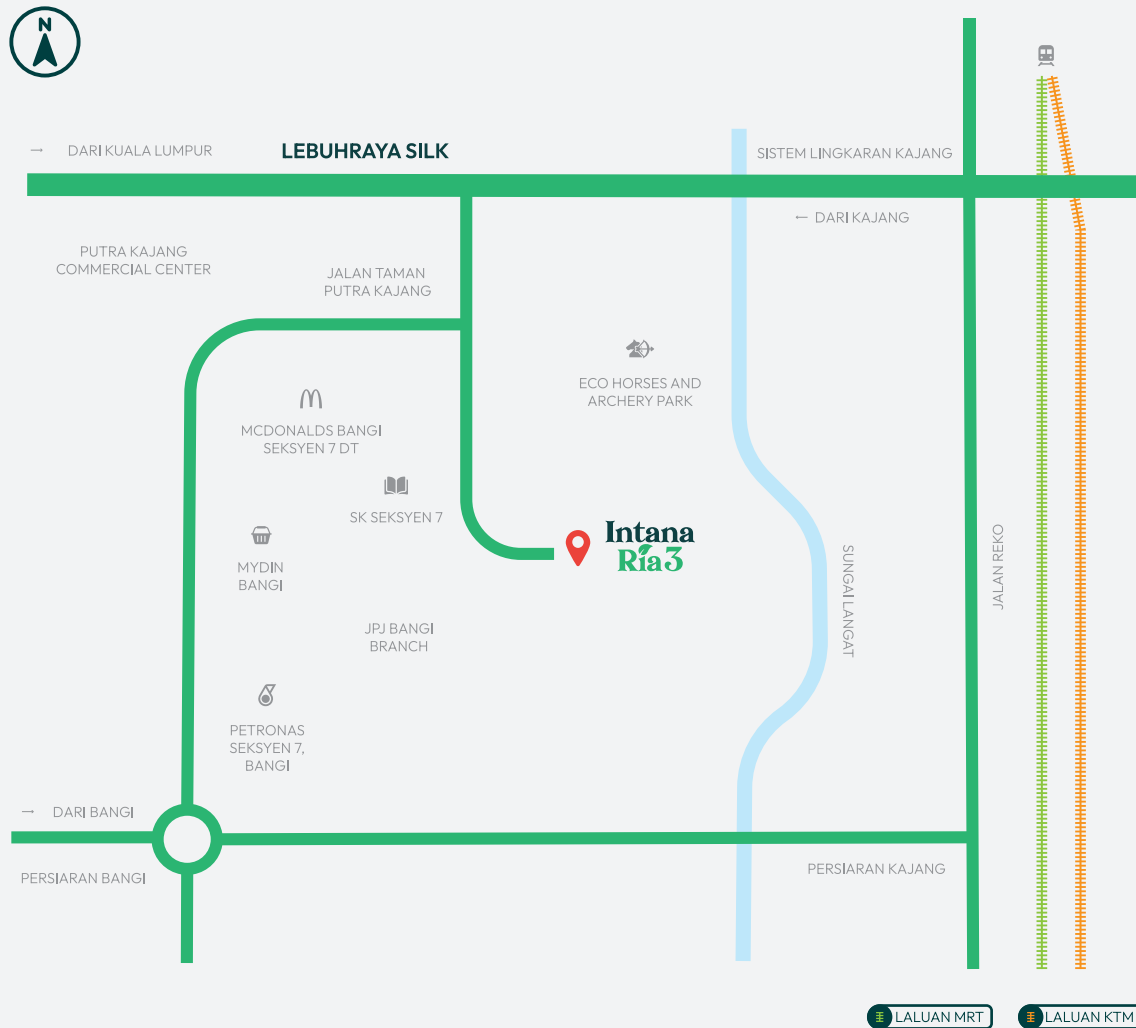 N
DARI KUALA LUMPUR
LEBUHRAYA SILK
SISTEM LINGKARAN KAJANG
DARI KAJANG
PUTRA KAJANG
COMMERCIAL CENTER
JALAN TAMAN
PUTRA KAJANG
ECO HORSES AND
ARCHERY PARK
MCDONALDS BANGI
SEKSYEN 7 DT
SK SEKSYEN 7
Intana
Ria 3
MYDIN
BANGI
SUNGAI LANGAT
JALAN REKO
JPJ BANGI
BRANCH
PETRONAS
SEKSYEN 7,
BANGI
DARI BANGI
PERSIARAN BANGI
PERSIARAN KAJANG
LALUAN MRT
LALUAN KTM